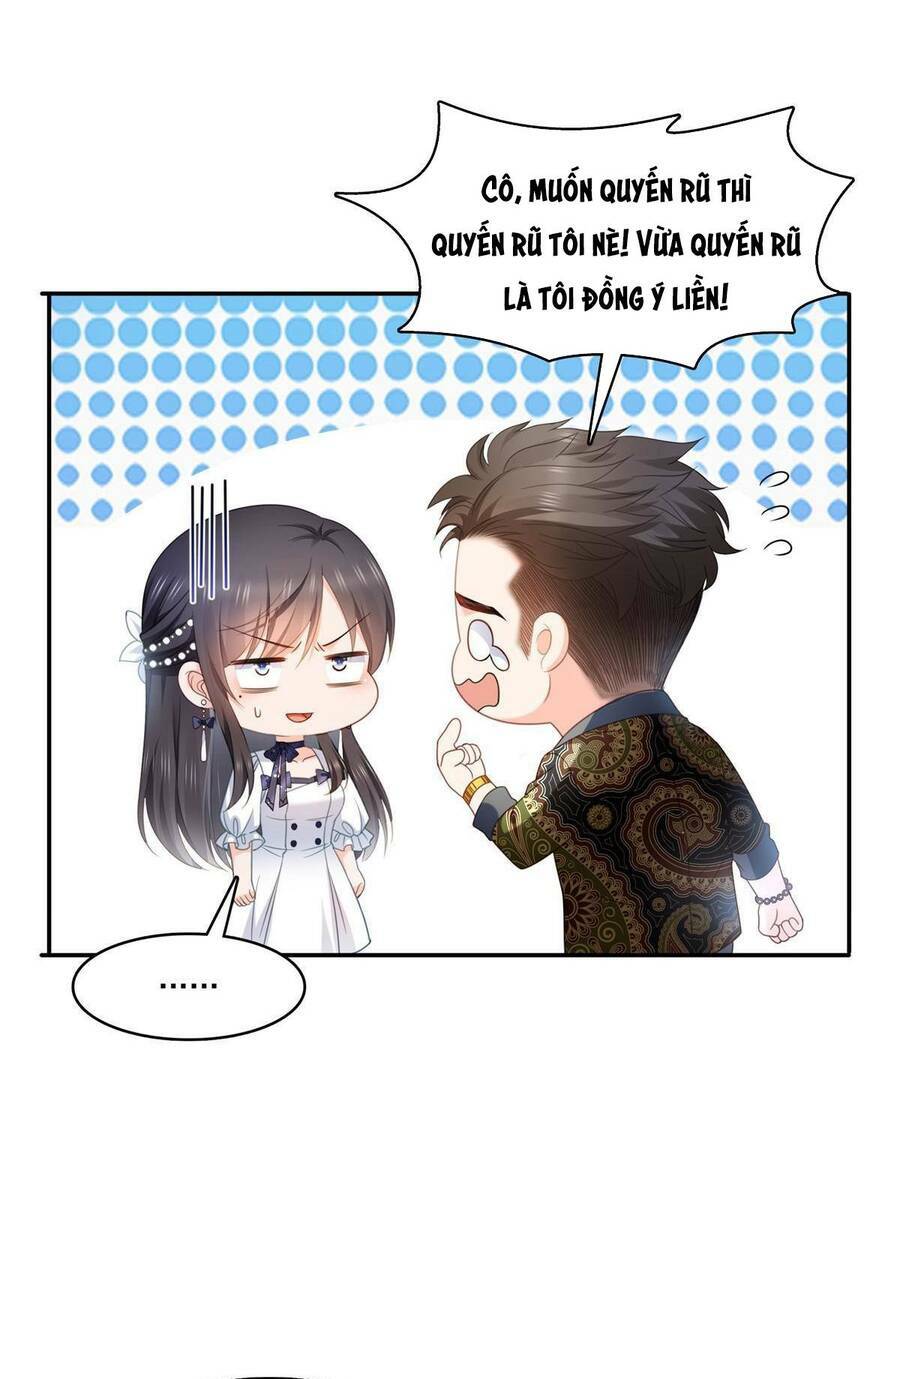 CÔ, MUỐN QUYẾN RŨ THÌ
QUYẾN RŨ TÔI NÈ! VỪA QUYẾN RŨ
LÀ TÔI ĐỒNG Ý LIỀN!
......